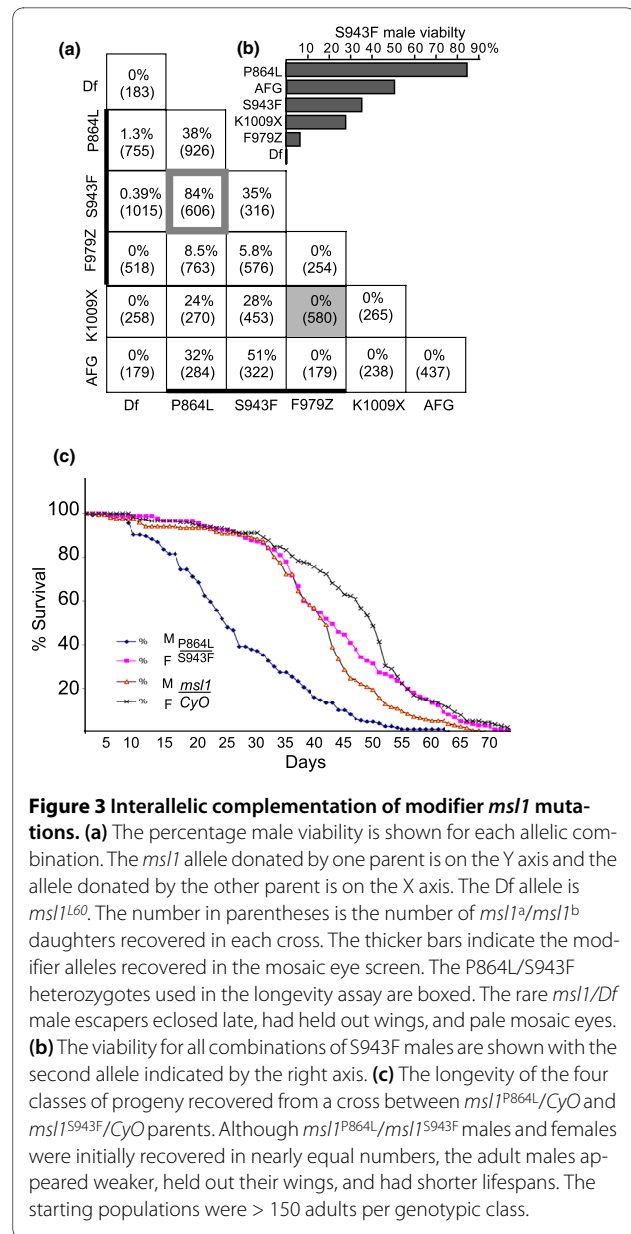 (a)
(b)
S943F male viabilty
10 20 30 40 50 60 70 80 90%
P864L
AFG
S943F
K1009X
F979Z
Df
Df
0%
(183)
P864L
1.3%
(755)
38%
(926)
S943F
0.39%
(1015)
84%
(606)
35%
(316)
F979Z
0%
(518)
8.5%
(763)
5.8%
(576)
0%
(254)
K1009X
0%
(258)
24%
(270)
28%
(453)
0%
(580)
0%
(265)
AFG
0%
(179)
32%
(284)
51%
(322)
0%
(179)
0%
(238)
0%
(437)
Df P864L S943F F979Z K1009X AFG
(c)
% Survival
100
80
60
40
20
% M P864L
% F S943F
% M msl1
% F CyO
5 10 15 20 25 30 35 40 45 50 55 60 65 70
Days
Figure 3 Interallelic complementation of modifier msl1 muta-
tions. (a) The percentage male viability is shown for each allelic com-
bination. The msl1 allele donated by one parent is on the Y axis and the
allele donated by the other parent is on the X axis. The Df allele is
msl1L60. The number in parentheses is the number of msl1a/msl1b
daughters recovered in each cross. The thicker bars indicate the mod-
ifier alleles recovered in the mosaic eye screen. The P864L/S943F
heterozygotes used in the longevity assay are boxed. The rare msl1/Df
male escapers eclosed late, had held out wings, and pale mosaic eyes.
(b) The viability for all combinations of S943F males are shown with the
second allele indicated by the right axis. (c) The longevity of the four
classes of progeny recovered from a cross between msl1P864L/CyO and
msl1S943F/CyO parents. Although msl1P864L/msl1S943F males and females
were initially recovered in nearly equal numbers, the adult males ap-
peared weaker, held out their wings, and had shorter lifespans. The
starting populations were > 150 adults per genotypic class.